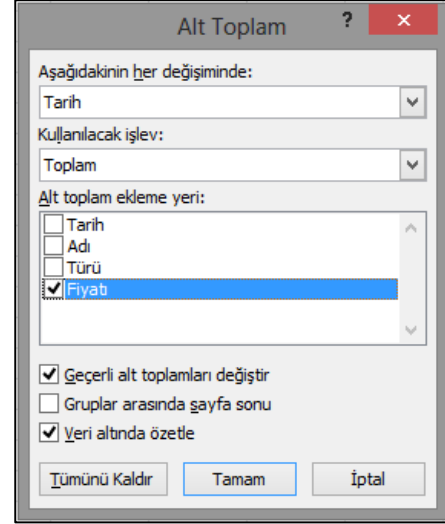 Alt Toplam ?
Aşağıdakinin her değişiminde:
Tarih
Kullanılacak işlev:
Toplam
Alt toplam ekleme yeri:
Tarih
Adı
Türü
Fiyatı
Geçerli alt toplamları değiştir
Gruplar arasında sayfa sonu
Veri altında özetle
Tümünü Kaldır Tamam İptal